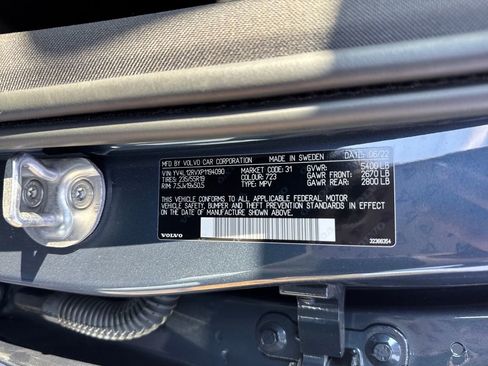 MFD BY VOLVO CAR CORPORATION MADE IN SWEDEN DATE: 06/22
VIN: YV4L12RVXP1194090 MARKET CODE: 31 GVWR: 5400 LB
TIRES: 235/55R19 COLOUR: 723 GAWR FRONT: 2670 LB
RIM: 7.5Jx19x50.5 TYPE: MPV GAWR REAR: 2800 LB
THIS VEHICLE CONFORMS TO ALL APPLICABLE FEDERAL MOTOR
VEHICLE SAFETY, BUMPER AND THEFT PREVENTION STANDARDS IN EFFECT
ON THE DATE OF MANUFACTURE SHOWN ABOVE.
VOLVO 32366354